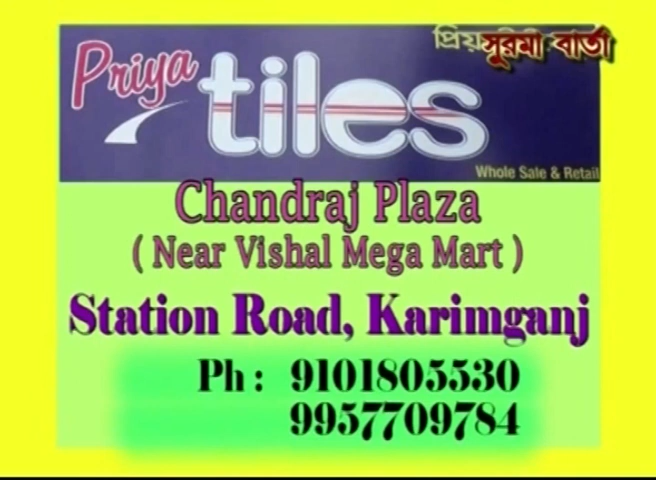 সুরমা বার্তা
Priya tiles
Whole Sale & Retail
Chandraj Plaza
( Near Vishal Mega Mart )
Station Road, Karimganj
Ph : 9101805530
9957709784